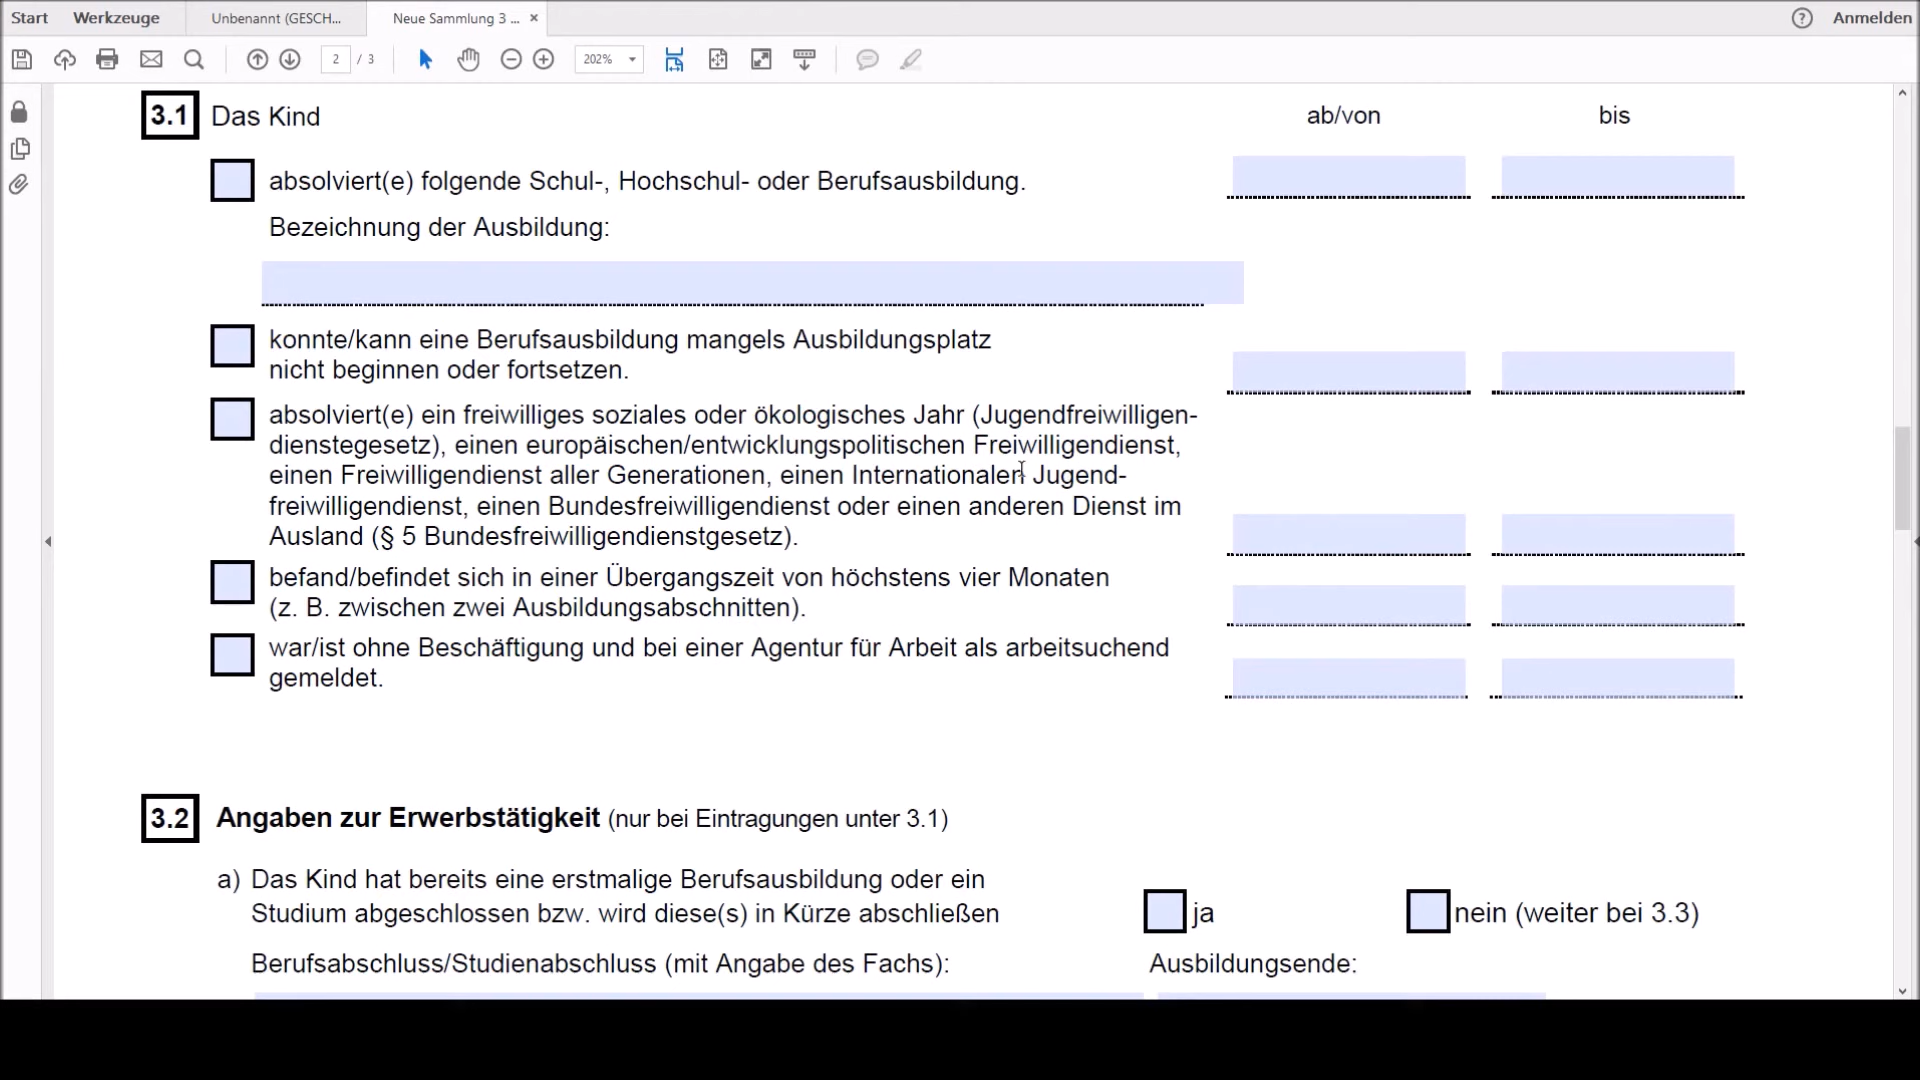 Start Werkzeuge Unbenannt (GESCH... Neue Sammlung 3 ... × ? Anmelden
2 / 3 202%
3.1 Das Kind ab/von bis
absolviert(e) folgende Schul-, Hochschul- oder Berufsausbildung.
Bezeichnung der Ausbildung:
konnte/kann eine Berufsausbildung mangels Ausbildungsplatz
nicht beginnen oder fortsetzen.
absolviert(e) ein freiwilliges soziales oder ökologisches Jahr (Jugendfreiwilligen-
dienstegesetz), einen europäischen/entwicklungspolitischen Freiwilligendienst,
einen Freiwilligendienst aller Generationen, einen Internationalen Jugend-
freiwilligendienst, einen Bundesfreiwilligendienst oder einen anderen Dienst im
Ausland (§ 5 Bundesfreiwilligendienstgesetz).
befand/befindet sich in einer Übergangszeit von höchstens vier Monaten
(z. B. zwischen zwei Ausbildungsabschnitten).
war/ist ohne Beschäftigung und bei einer Agentur für Arbeit als arbeitsuchend
gemeldet.
3.2 Angaben zur Erwerbstätigkeit (nur bei Eintragungen unter 3.1)
a) Das Kind hat bereits eine erstmalige Berufsausbildung oder ein
Studium abgeschlossen bzw. wird diese(s) in Kürze abschließen ja nein (weiter bei 3.3)
Berufsabschluss/Studienabschluss (mit Angabe des Fachs): Ausbildungsende: